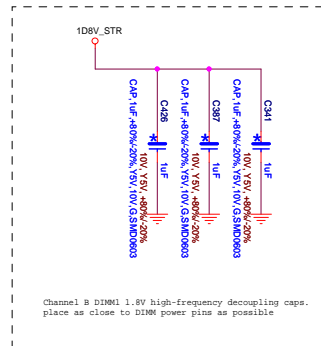 1D8V_STR
C426
1uF
10V, Y5V, +80%/-20%
CAP,1uF,+80%/-20%,Y5V,10V,G,SMD0603
C387
1uF
10V, Y5V, +80%/-20%
CAP,1uF,+80%/-20%,Y5V,10V,G,SMD0603
C341
1uF
10V, Y5V, +80%/-20%
CAP,1uF,+80%/-20%,Y5V,10V,G,SMD0603
Channel B DIMM1 1.8V high-frequency decoupling caps.
place as close to DIMM power pins as possible